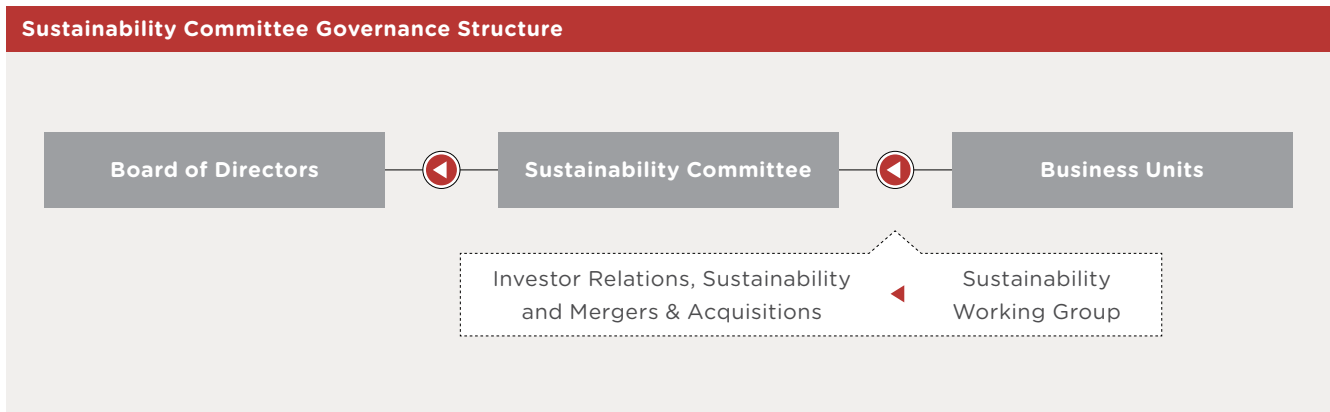 Sustainability Committee Governance Structure
Board of Directors
Sustainability Committee
Business Units
Investor Relations, Sustainability
and Mergers & Acquisitions
Sustainability
Working Group